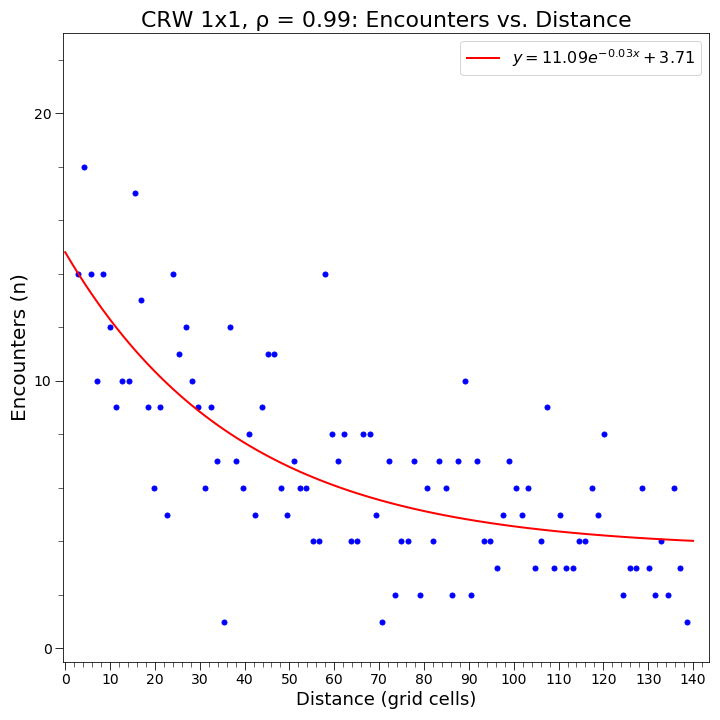 CRW 1x1, ρ = 0.99: Encounters vs. Distance
y = 11.09e^{-0.03x} + 3.71
Encounters (n)
20
10
0
0 10 20 30 40 50 60 70 80 90 100 110 120 130 140
Distance (grid cells)